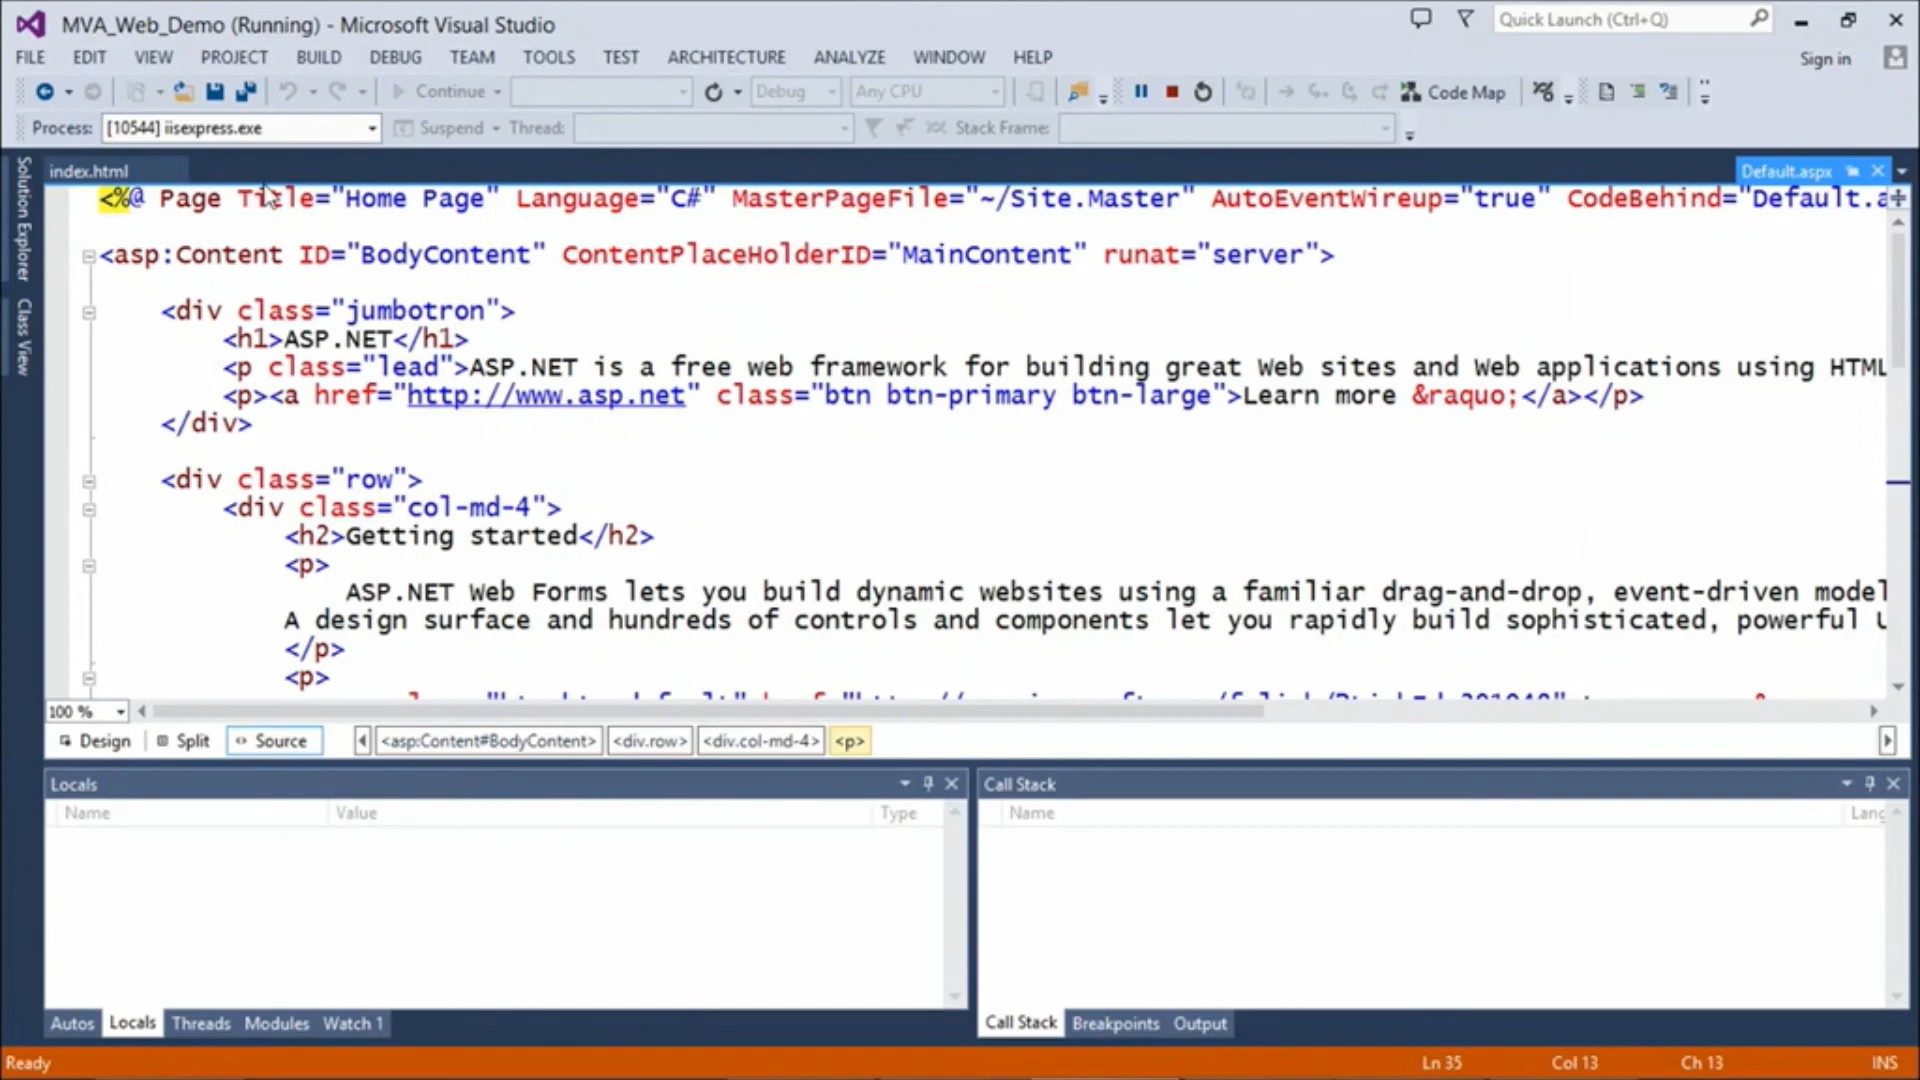 MVA_Web_Demo (Running) - Microsoft Visual Studio
Quick Launch (Ctrl+Q)
FILE EDIT VIEW PROJECT BUILD DEBUG TEAM TOOLS TEST ARCHITECTURE ANALYZE WINDOW HELP
Sign in
Continue Debug Any CPU Code Map
Process: [10544] iisexpress.exe Suspend Thread: Stack Frame:
Solution Explorer
Class View
index.html
Default.aspx
<%@ Page Title="Home Page" Language="C#" MasterPageFile="~/Site.Master" AutoEventWireup="true" CodeBehind="Default.a
<asp:Content ID="BodyContent" ContentPlaceHolderID="MainContent" runat="server">
<div class="jumbotron">
<h1>ASP.NET</h1>
<p class="lead">ASP.NET is a free web framework for building great Web sites and Web applications using HTML
<p><a href="http://www.asp.net" class="btn btn-primary btn-large">Learn more &raquo;</a></p>
</div>
<div class="row">
<div class="col-md-4">
<h2>Getting started</h2>
<p>
ASP.NET Web Forms lets you build dynamic websites using a familiar drag-and-drop, event-driven model
A design surface and hundreds of controls and components let you rapidly build sophisticated, powerful U
</p>
<p>
100 %
Design Split Source <asp:Content#BodyContent> <div.row> <div.col-md-4> <p>
Locals
Name Value Type
Call Stack
Name Lang
Autos Locals Threads Modules Watch 1
Call Stack Breakpoints Output
Ready Ln 35 Col 13 Ch 13 INS